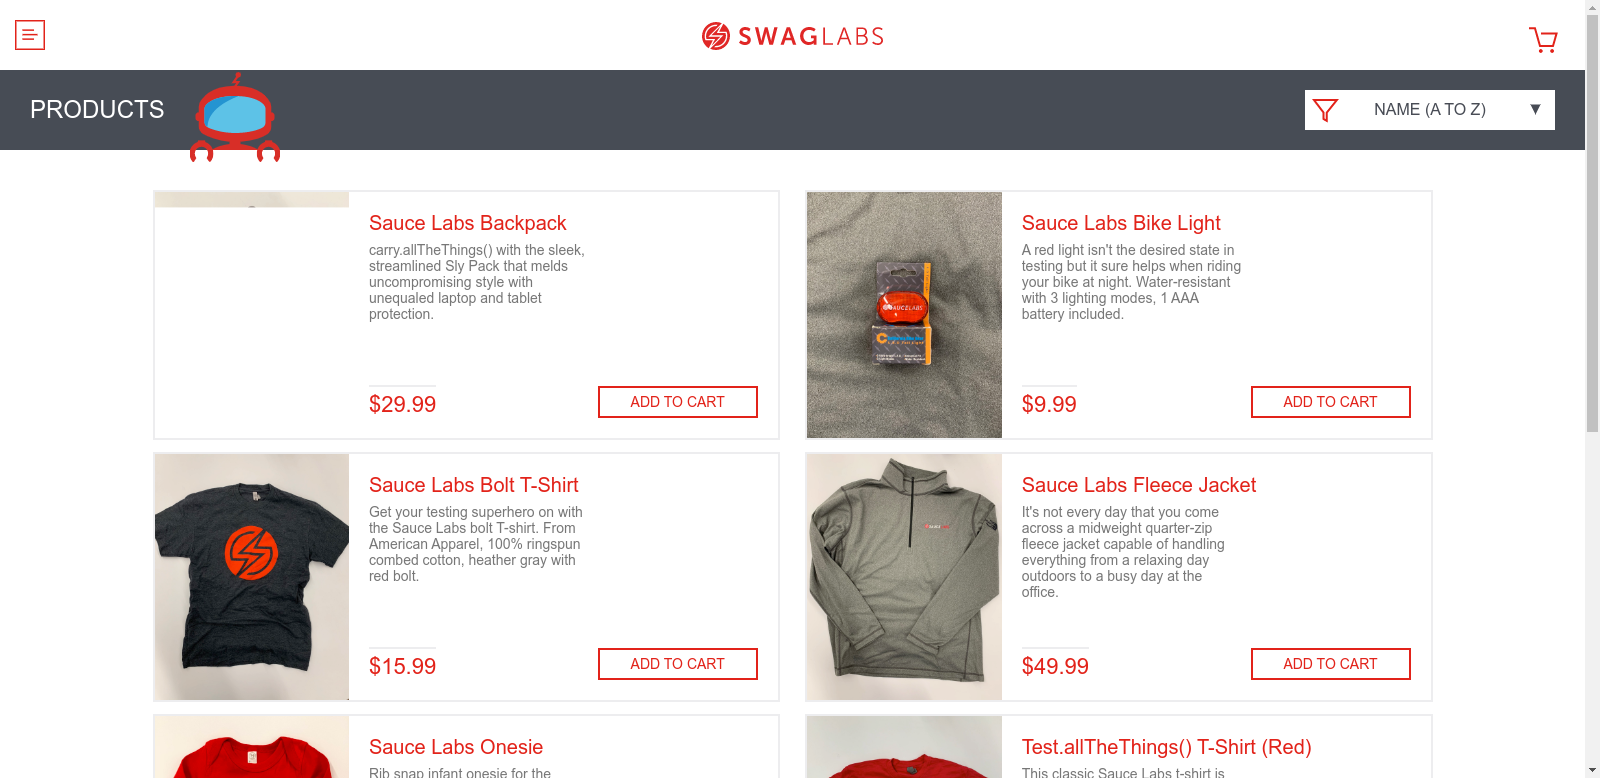 SWAGLABS
PRODUCTS
NAME (A TO Z) ▼
Sauce Labs Backpack
carry.allTheThings() with the sleek,
streamlined Sly Pack that melds
uncompromising style with
unequaled laptop and tablet
protection.
$29.99
ADD TO CART
Sauce Labs Bike Light
A red light isn't the desired state in
testing but it sure helps when riding
your bike at night. Water-resistant
with 3 lighting modes, 1 AAA
battery included.
$9.99
ADD TO CART
SAUCELABS
Sauce Labs Bolt T-Shirt
Get your testing superhero on with
the Sauce Labs bolt T-shirt. From
American Apparel, 100% ringspun
combed cotton, heather gray with
red bolt.
$15.99
ADD TO CART
Sauce Labs Fleece Jacket
It's not every day that you come
across a midweight quarter-zip
fleece jacket capable of handling
everything from a relaxing day
outdoors to a busy day at the
office.
$49.99
ADD TO CART
Sauce Labs Onesie
Rib snap infant onesie for the
Test.allTheThings() T-Shirt (Red)
This classic Sauce Labs t-shirt is